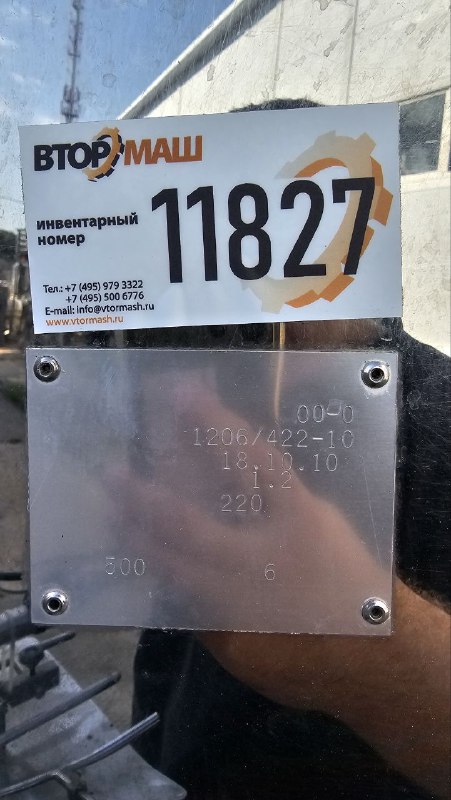 ВТОРМАШ
инвентарный
номер
11827
Тел.: +7 (495) 979 3322
+7 (495) 500 6776
E-mail: info@vtormash.ru
www.vtormash.ru
00-0
1206/422-10
18.10.10
1.2
220
500 6